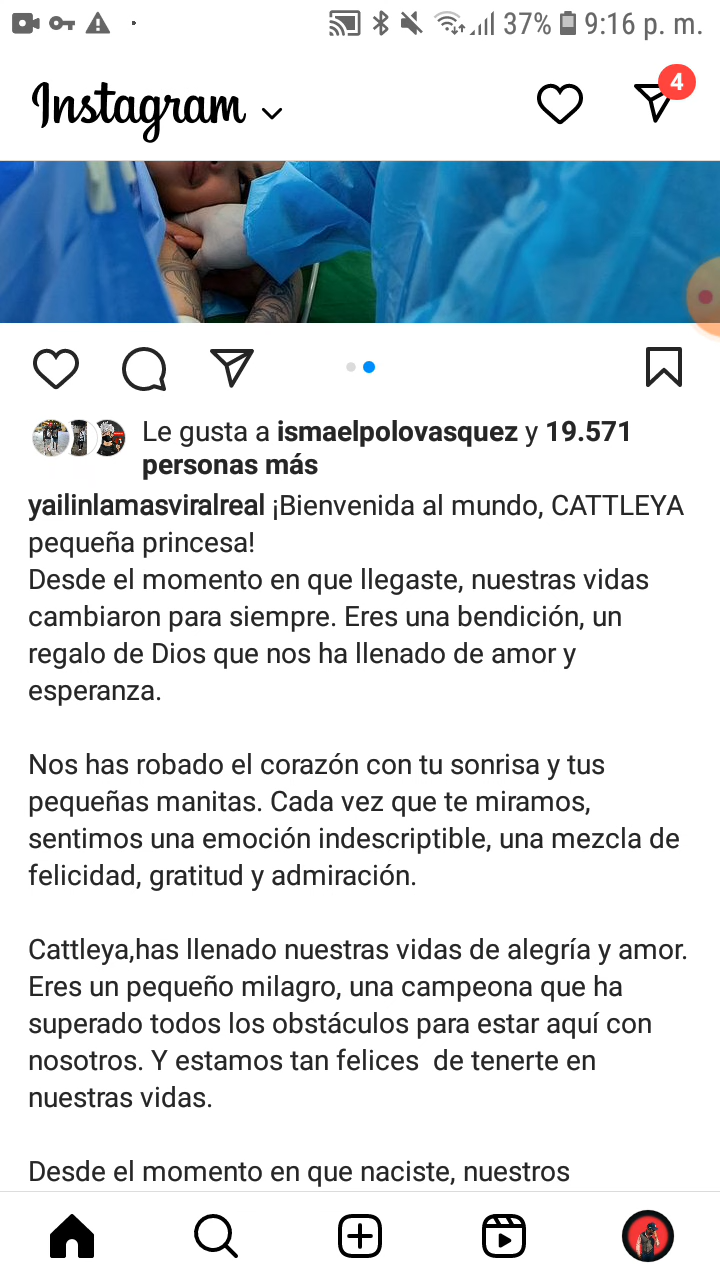 37% 9:16 p. m.
Instagram
4
Le gusta a ismaelpolovasquez y 19.571
personas más
yailinlamasviralreal ¡Bienvenida al mundo, CATTLEYA
pequeña princesa!
Desde el momento en que llegaste, nuestras vidas
cambiaron para siempre. Eres una bendición, un
regalo de Dios que nos ha llenado de amor y
esperanza.
Nos has robado el corazón con tu sonrisa y tus
pequeñas manitas. Cada vez que te miramos,
sentimos una emoción indescriptible, una mezcla de
felicidad, gratitud y admiración.
Cattleya,has llenado nuestras vidas de alegría y amor.
Eres un pequeño milagro, una campeona que ha
superado todos los obstáculos para estar aquí con
nosotros. Y estamos tan felices  de tenerte en
nuestras vidas.
Desde el momento en que naciste, nuestros